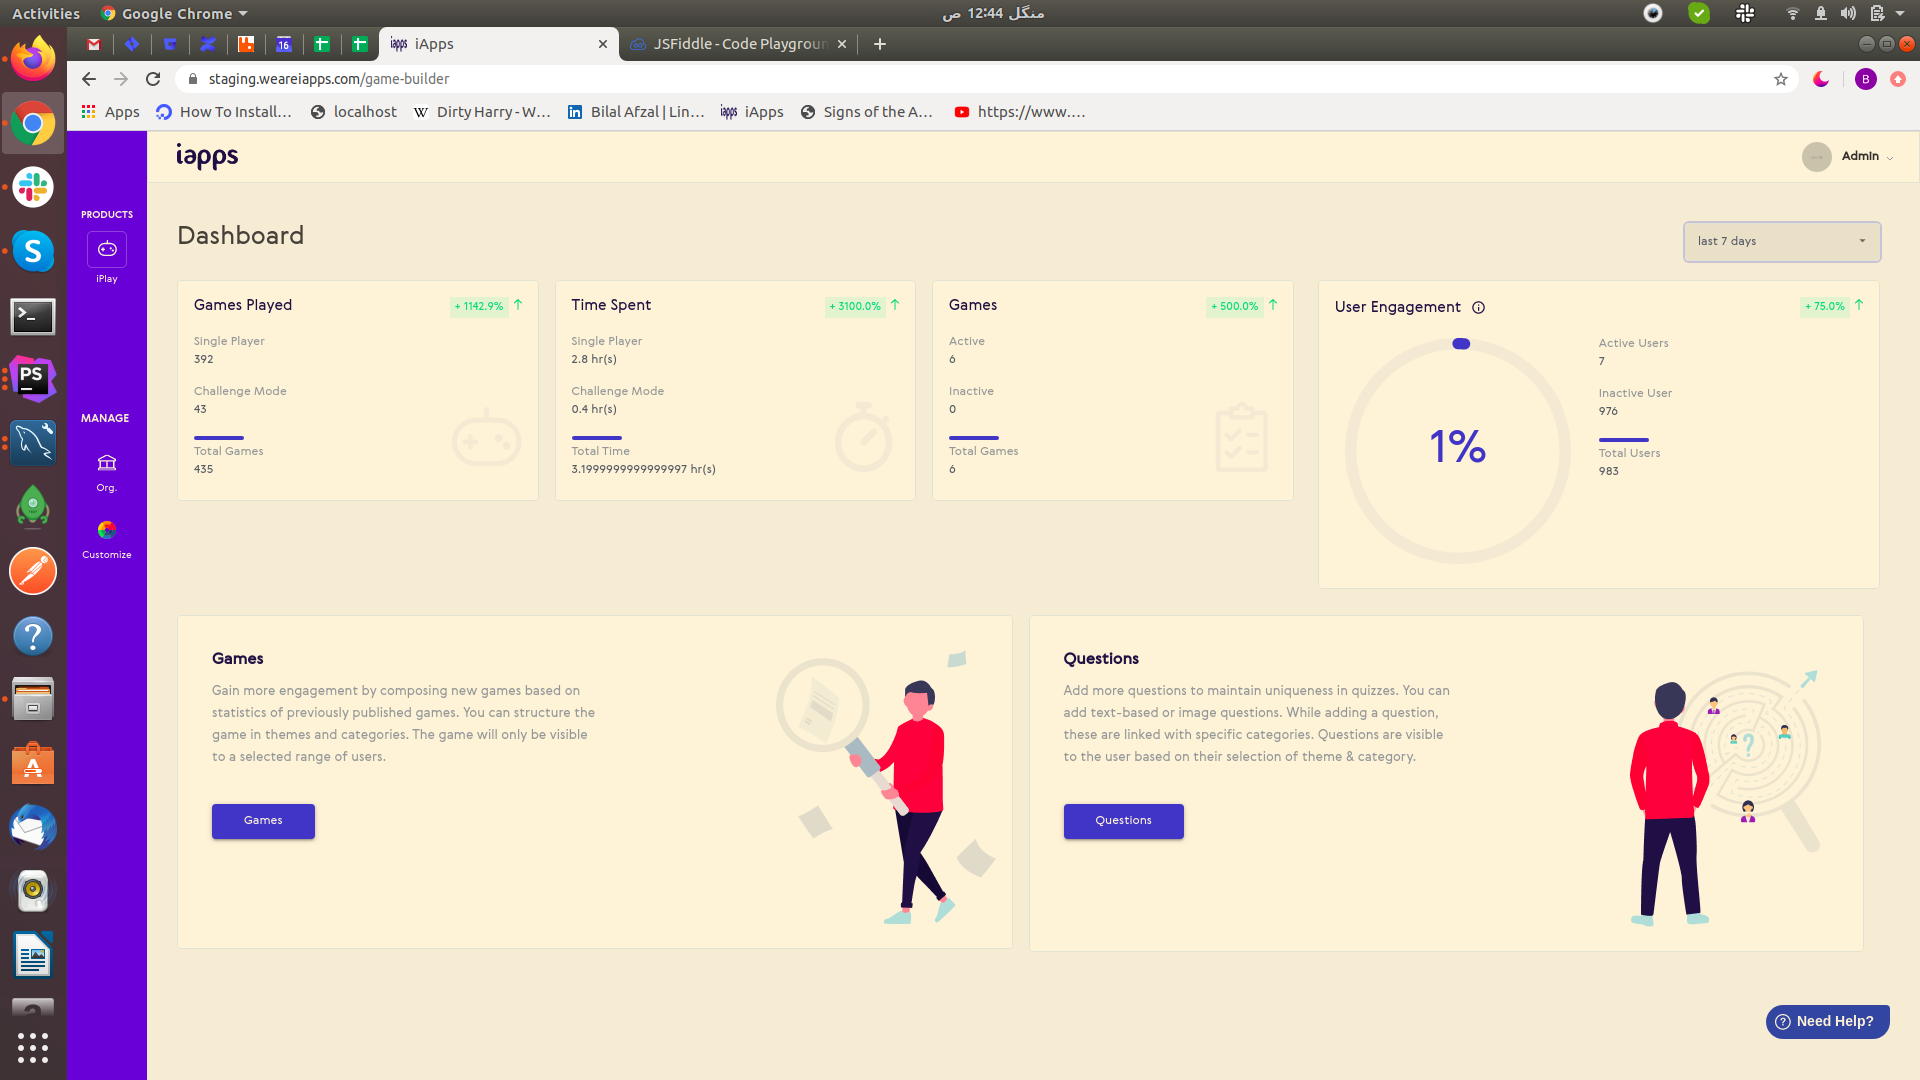 Activities
Google Chrome
منگل 12:44 ص
16
iapps
iApps
JSFiddle - Code Playgroun
staging.weareiapps.com/game-builder
B
Apps
How To Install...
localhost
W
Dirty Harry - W...
in
Bilal Afzal | Lin...
iapps
iApps
Signs of the A...
https://www....
S
PS
iapps
Admin
PRODUCTS
iPlay
MANAGE
Org.
Customize
Dashboard
last 7 days
Games Played
+ 1142.9%
Single Player
392
Challenge Mode
43
Total Games
435
Time Spent
+ 3100.0%
Single Player
2.8 hr(s)
Challenge Mode
0.4 hr(s)
Total Time
3.1999999999999997 hr(s)
Games
+ 500.0%
Active
6
Inactive
0
Total Games
6
User Engagement
+ 75.0%
1%
Active Users
7
Inactive User
976
Total Users
983
Games
Gain more engagement by composing new games based on
statistics of previously published games. You can structure the
game in themes and categories. The game will only be visible
to a selected range of users.
Games
Questions
Add more questions to maintain uniqueness in quizzes. You can
add text-based or image questions. While adding a question,
these are linked with specific categories. Questions are visible
to the user based on their selection of theme & category.
Questions
?
? Need Help?